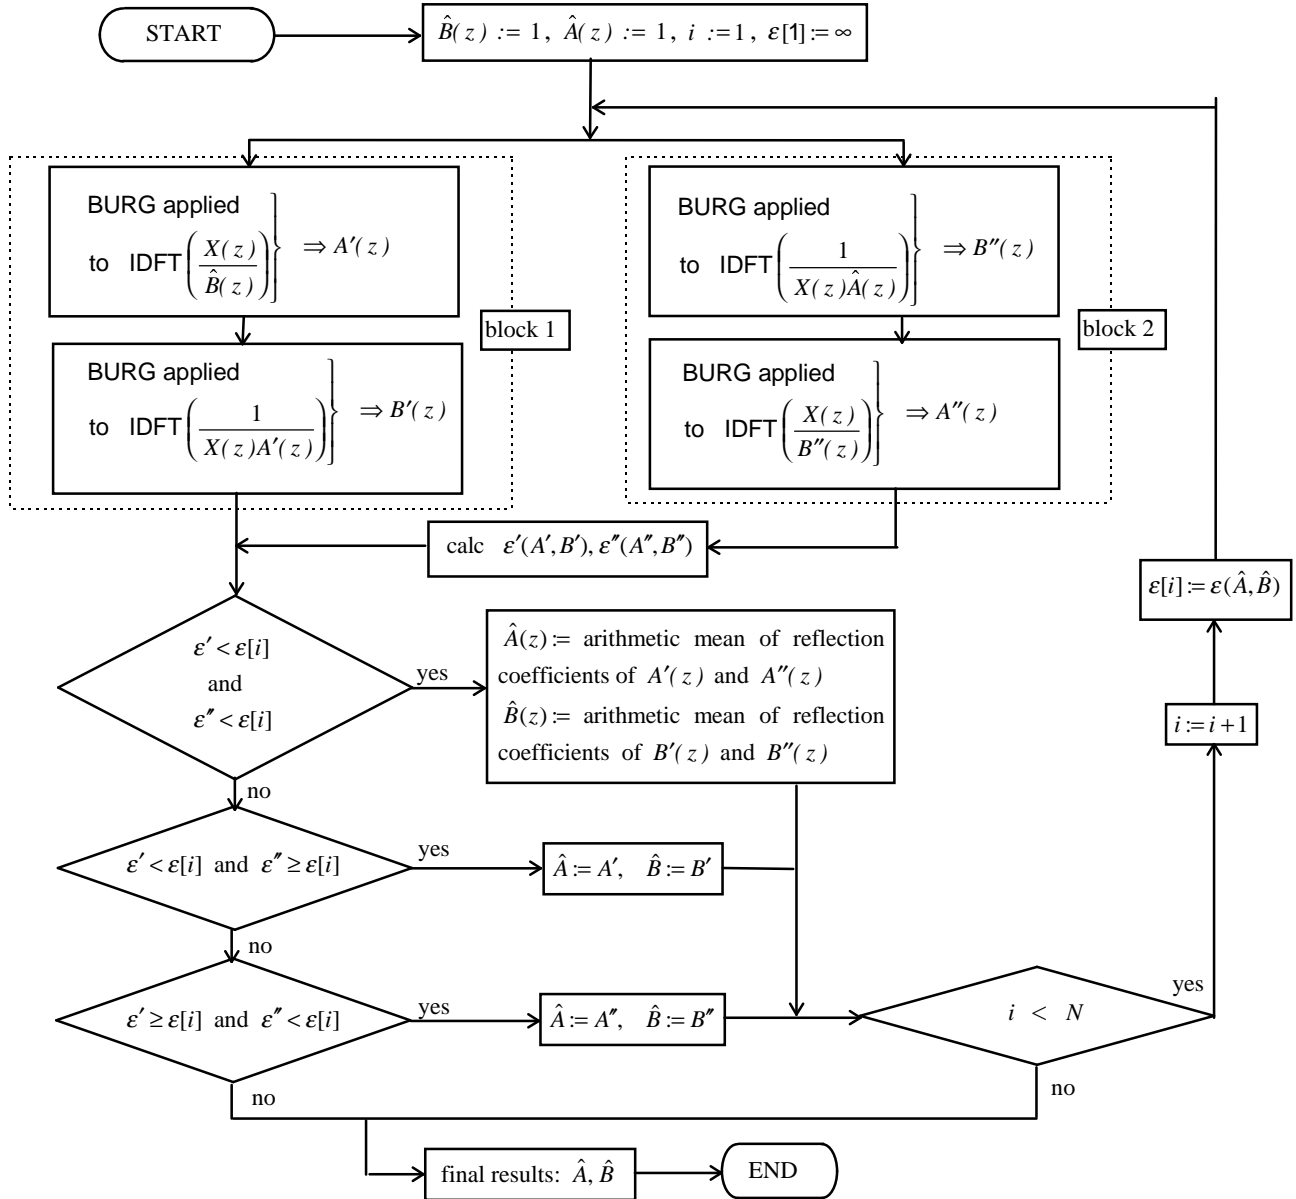 START
B̂(z) := 1, Â(z) := 1, i := 1, ε[1] := ∞
BURG applied
to IDFT(X(z) / B̂(z))} ⇒ A′(z)
block 1
BURG applied
to IDFT(1 / X(z)A′(z))} ⇒ B′(z)
BURG applied
to IDFT(1 / X(z)Â(z))} ⇒ B″(z)
block 2
BURG applied
to IDFT(X(z) / B″(z))} ⇒ A″(z)
calc ε′(A′,B′), ε″(A″,B″)
ε[i] := ε(Â,B̂)
ε′ < ε[i]
and
ε″ < ε[i]
yes
Â(z) := arithmetic mean of reflection
coefficients of A′(z) and A″(z)
B̂(z) := arithmetic mean of reflection
coefficients of B′(z) and B″(z)
i := i + 1
no
ε′ < ε[i] and ε″ ≥ ε[i]
yes
Â := A′, B̂ := B′
no
ε′ ≥ ε[i] and ε″ < ε[i]
yes
Â := A″, B̂ := B″
i < N
yes
no
no
final results: Â, B̂
END